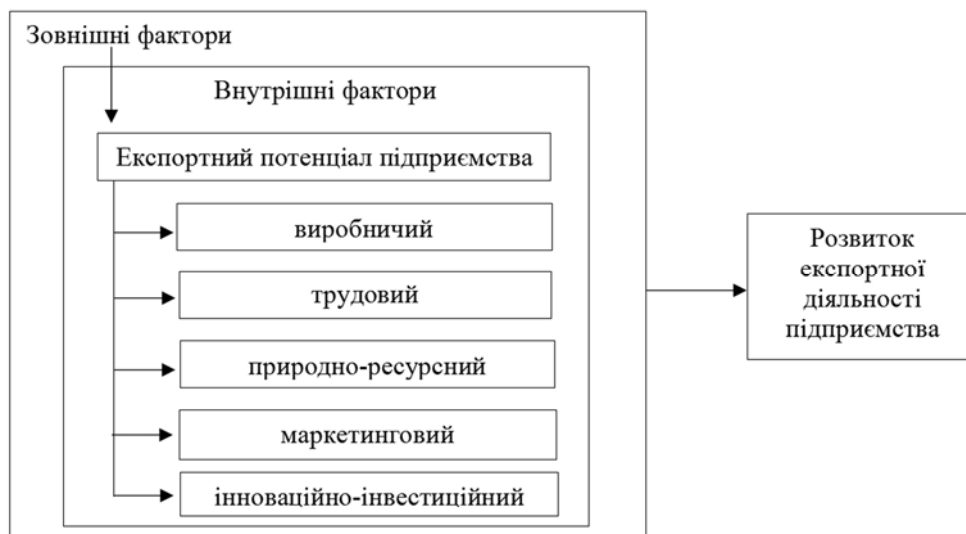 Зовнішні фактори
Внутрішні фактори
Експортний потенціал підприємства
виробничий
трудовий
природно-ресурсний
маркетинговий
інноваційно-інвестиційний
Розвиток
експортної
діяльності
підприємства